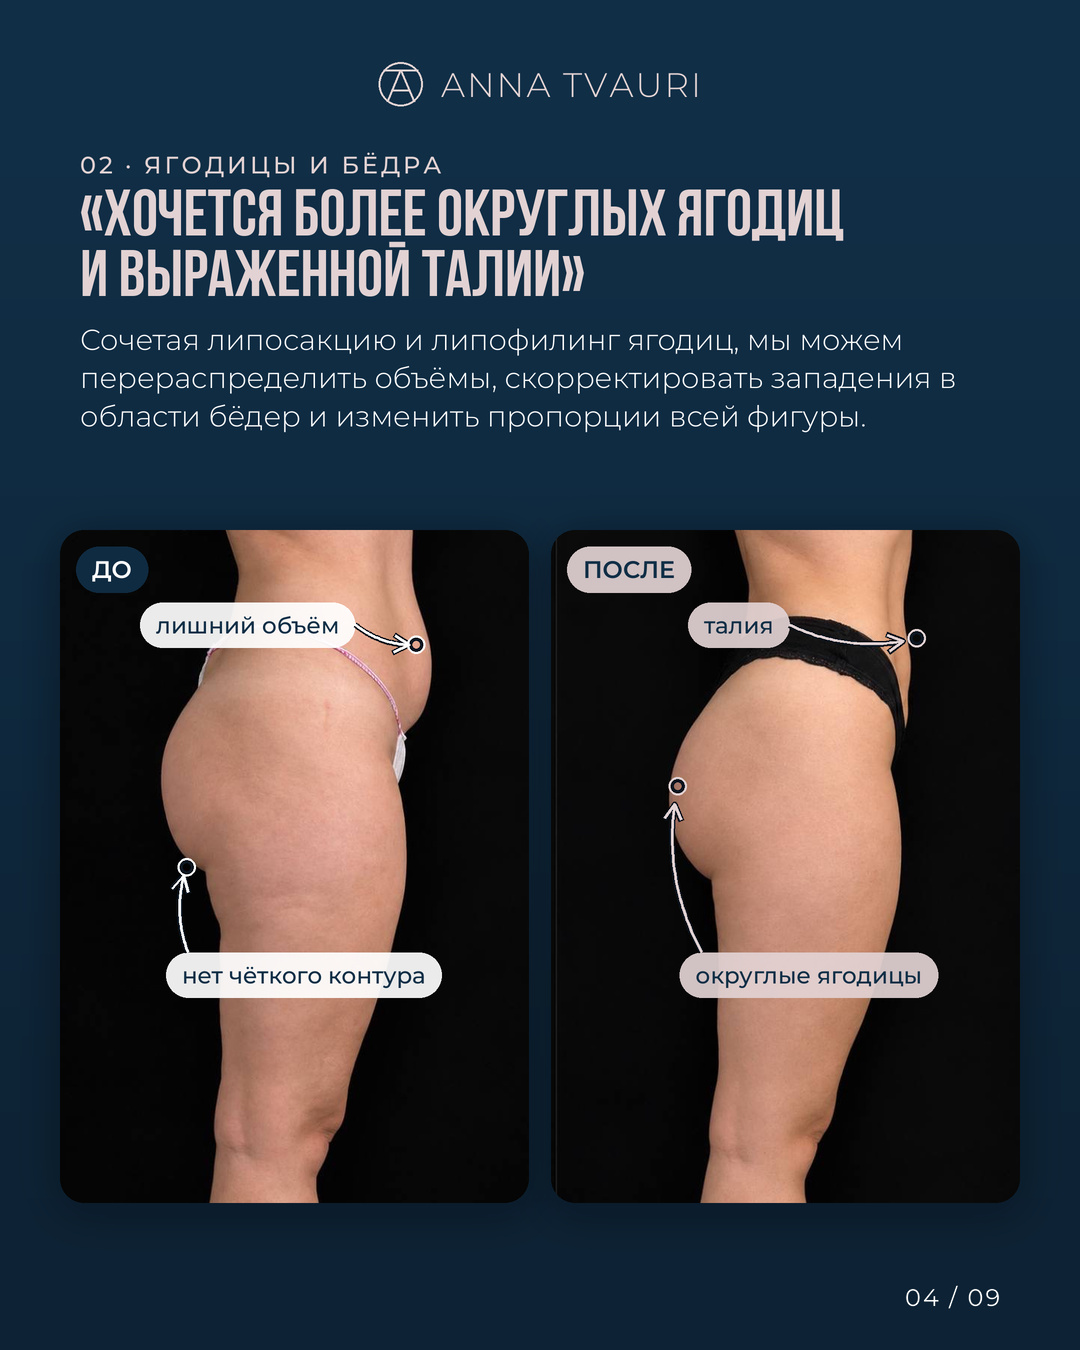 ANNA TVAURI
02 · ЯГОДИЦЫ И БЁДРА
«ХОЧЕТСЯ БОЛЕЕ ОКРУГЛЫХ ЯГОДИЦ
И ВЫРАЖЕННОЙ ТАЛИИ»
Сочетая липосакцию и липофилинг ягодиц, мы можем
перераспределить объёмы, скорректировать западения в
области бёдер и изменить пропорции всей фигуры.
ДО
лишний объём
нет чёткого контура
ПОСЛЕ
талия
округлые ягодицы
04 / 09